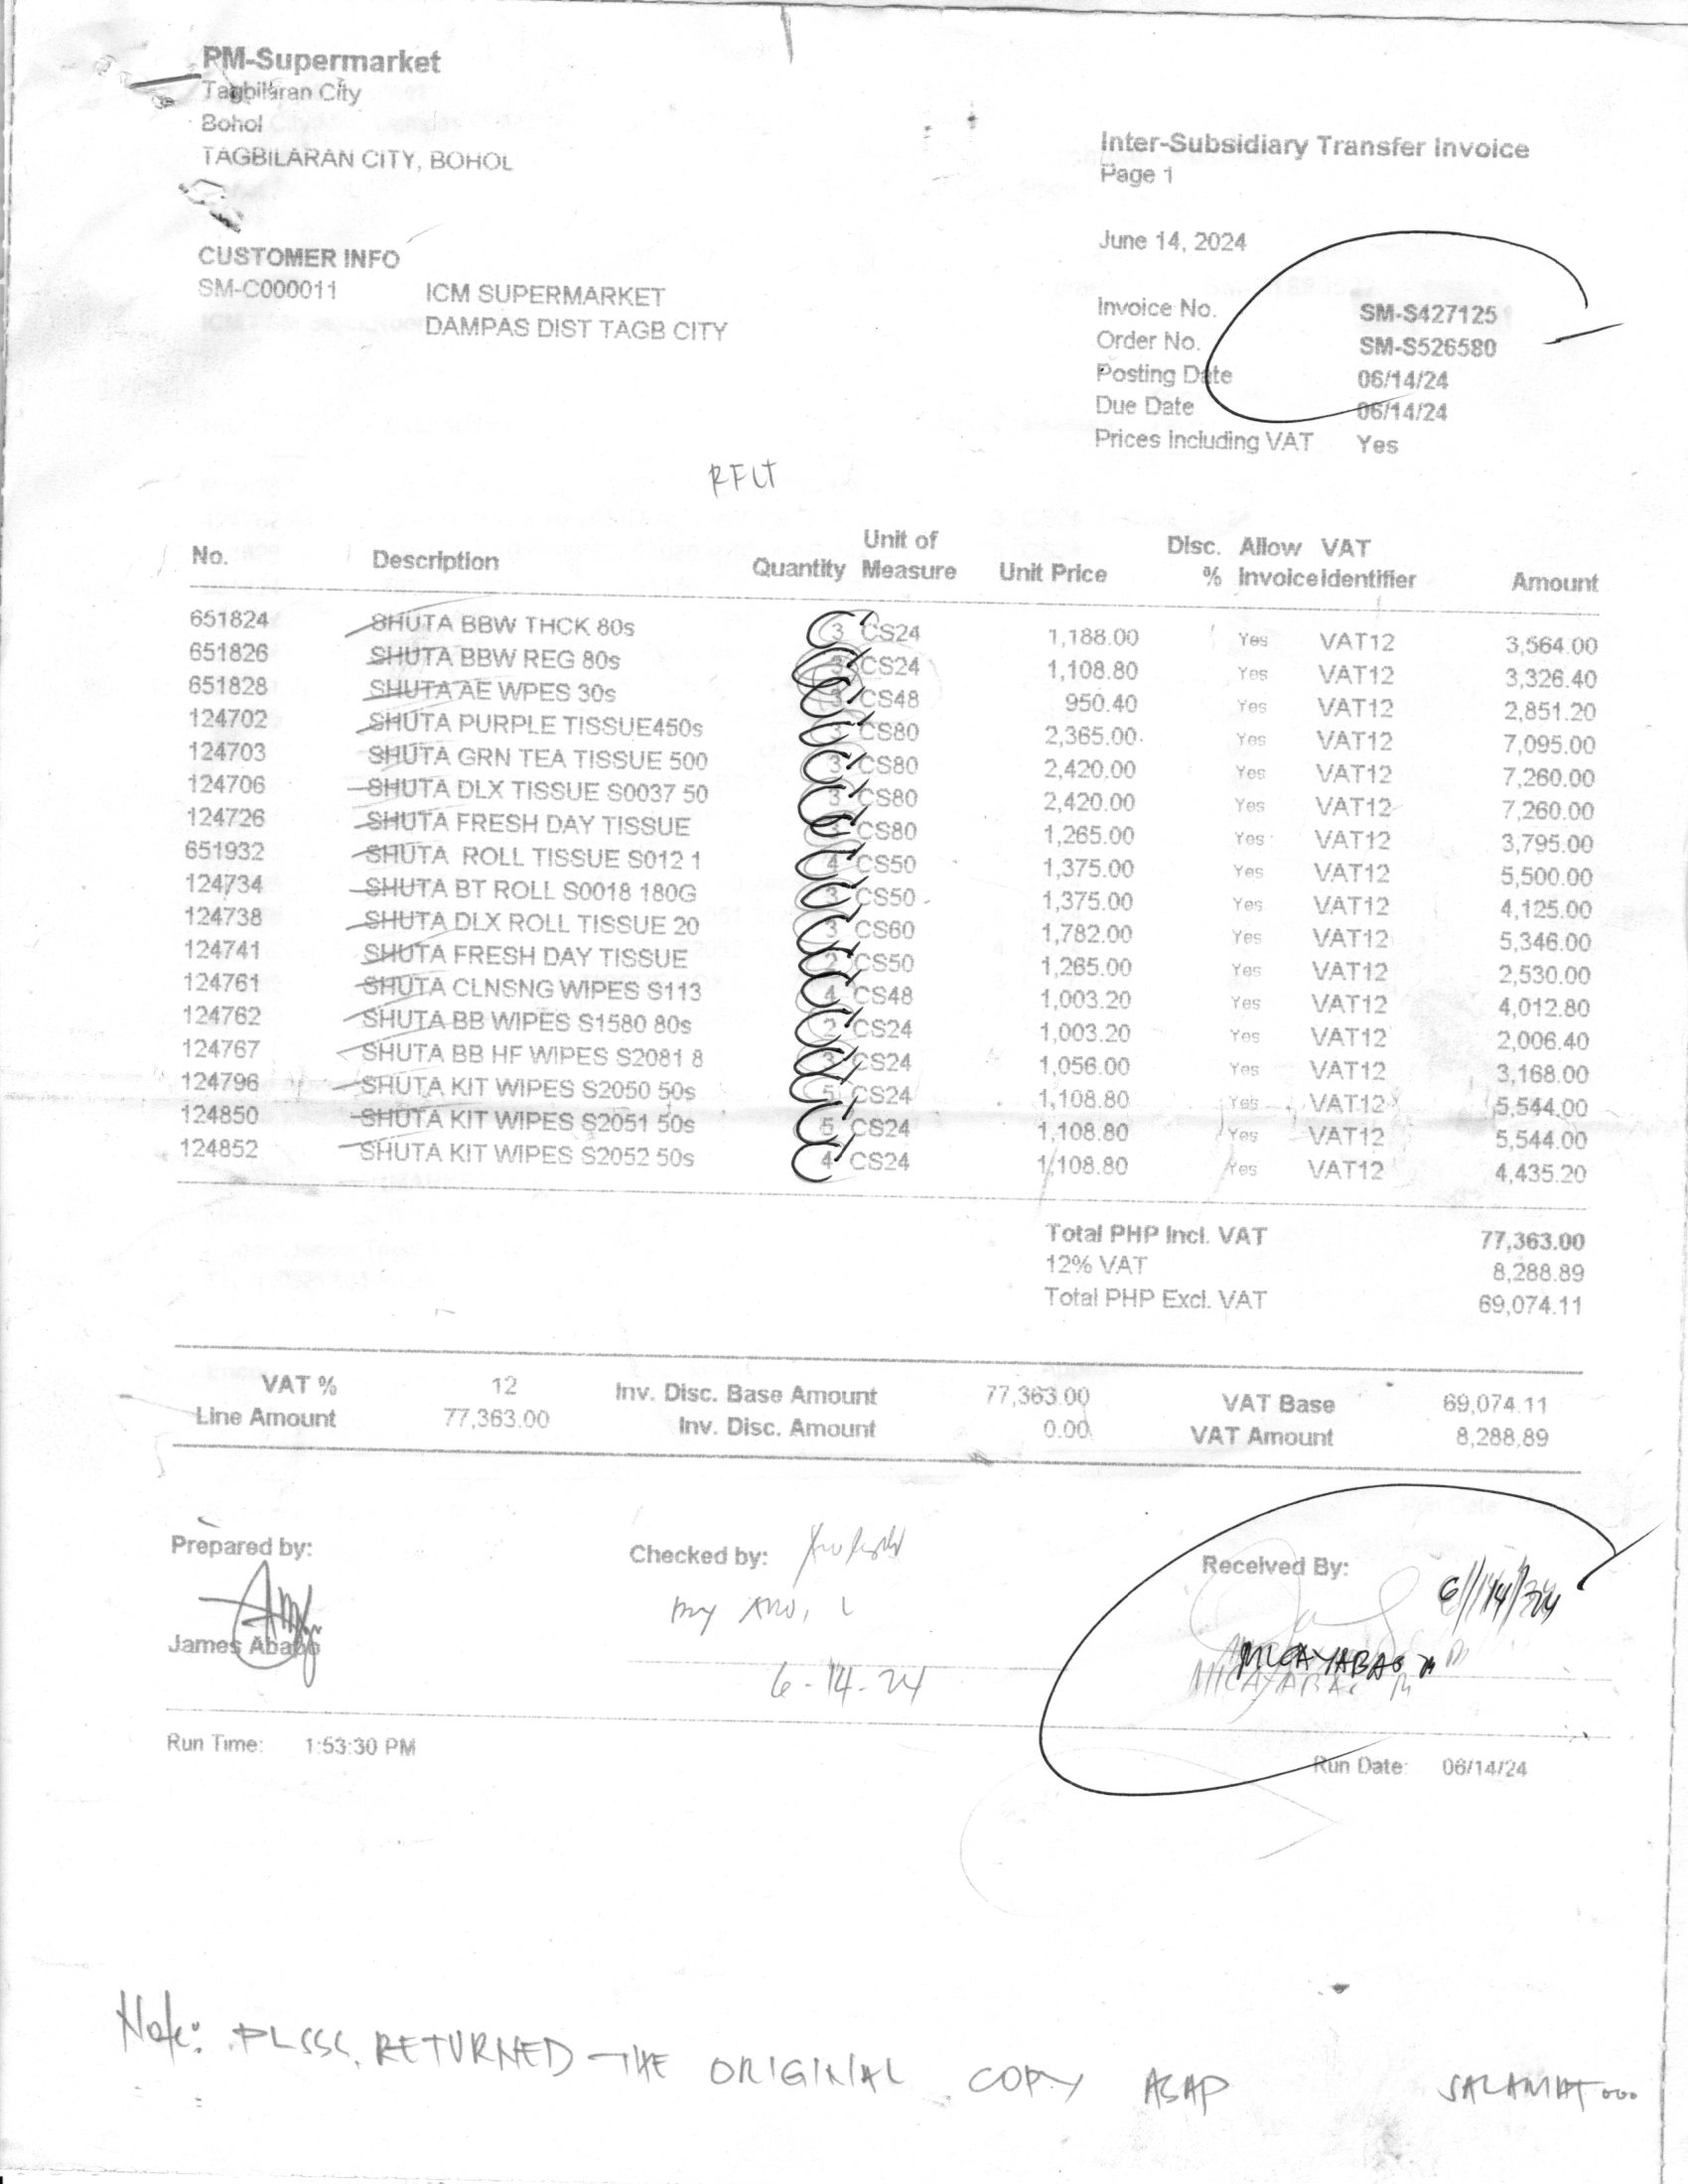 PM-Supermarket
Tagbilaran City
Bohol
TAGBILARAN CITY, BOHOL
Inter-Subsidiary Transfer Invoice
Page 1
June 14, 2024
CUSTOMER INFO
SM-C000011 ICM SUPERMARKET
DAMPAS DIST TAGB CITY
Invoice No. SM-S427125
Order No. SM-S526580
Posting Date 06/14/24
Due Date 06/14/24
Prices Including VAT Yes
No. Description Quantity Unit of Measure Unit Price Disc. % Allow Invoice VAT Identifier Amount
651824 SHUTA BBW THCK 80s 3 CS24 1,188.00 Yes VAT12 3,564.00
651826 SHUTA BBW REG 80s 3 CS24 1,108.80 Yes VAT12 3,326.40
651828 SHUTA AE WPES 30s 3 CS48 950.40 Yes VAT12 2,851.20
124702 SHUTA PURPLE TISSUE450s 3 CS80 2,365.00 Yes VAT12 7,095.00
124703 SHUTA GRN TEA TISSUE 500 3 CS80 2,420.00 Yes VAT12 7,260.00
124706 SHUTA DLX TISSUE S0037 50 3 CS80 2,420.00 Yes VAT12 7,260.00
124726 SHUTA FRESH DAY TISSUE 3 CS80 1,265.00 Yes VAT12 3,795.00
651932 SHUTA ROLL TISSUE S012 1 4 CS50 1,375.00 Yes VAT12 5,500.00
124734 SHUTA BT ROLL S0018 180G 3 CS50 1,375.00 Yes VAT12 4,125.00
124738 SHUTA DLX ROLL TISSUE 20 3 CS60 1,782.00 Yes VAT12 5,346.00
124741 SHUTA FRESH DAY TISSUE 2 CS50 1,265.00 Yes VAT12 2,530.00
124761 SHUTA CLNSNG WIPES S113 4 CS48 1,003.20 Yes VAT12 4,012.80
124762 SHUTA BB WIPES S1580 80s 2 CS24 1,003.20 Yes VAT12 2,006.40
124767 SHUTA BB HF WIPES S2081 8 3 CS24 1,056.00 Yes VAT12 3,168.00
124796 SHUTA KIT WIPES S2050 50s 5 CS24 1,108.80 Yes VAT12 5,544.00
124850 SHUTA KIT WIPES S2051 50s 5 CS24 1,108.80 Yes VAT12 5,544.00
124852 SHUTA KIT WIPES S2052 50s 4 CS24 1,108.80 Yes VAT12 4,435.20
Total PHP Incl. VAT 77,363.00
12% VAT 8,288.89
Total PHP Excl. VAT 69,074.11
VAT % 12 Inv. Disc. Base Amount 77,363.00 VAT Base 69,074.11
Line Amount 77,363.00 Inv. Disc. Amount 0.00 VAT Amount 8,288.89
Prepared by: Checked by: Received By: 6/14/24
James Ababo
6-14-24
Run Time: 1:53:30 PM Run Date: 06/14/24
Note: PLSSS. RETURNED THE ORIGINAL COPY ASAP SALAMAT...